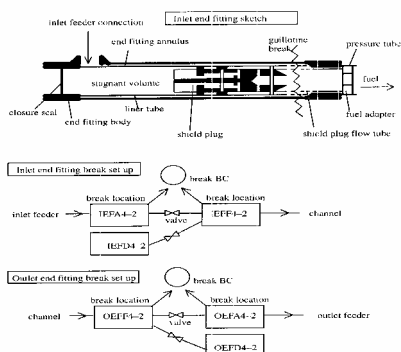 inlet feeder connection
Inlet end fitting sketch
end fitting annulus
guillotine
break
pressure tube
stagnant volume
fuel
closure seal
liner tube
end fitting body
shield plug
fuel adapter
shield plug flow tube
Inlet end fitting break set up
break BC
break location
break location
inlet feeder
IEFA4-2
valve
IEFF4-2
channel
IEFD4-2
Outlet end fitting break set up
break BC
break location
break location
channel
OEFF4-2
valve
OEFA4-2
outlet feeder
OEFD4-2